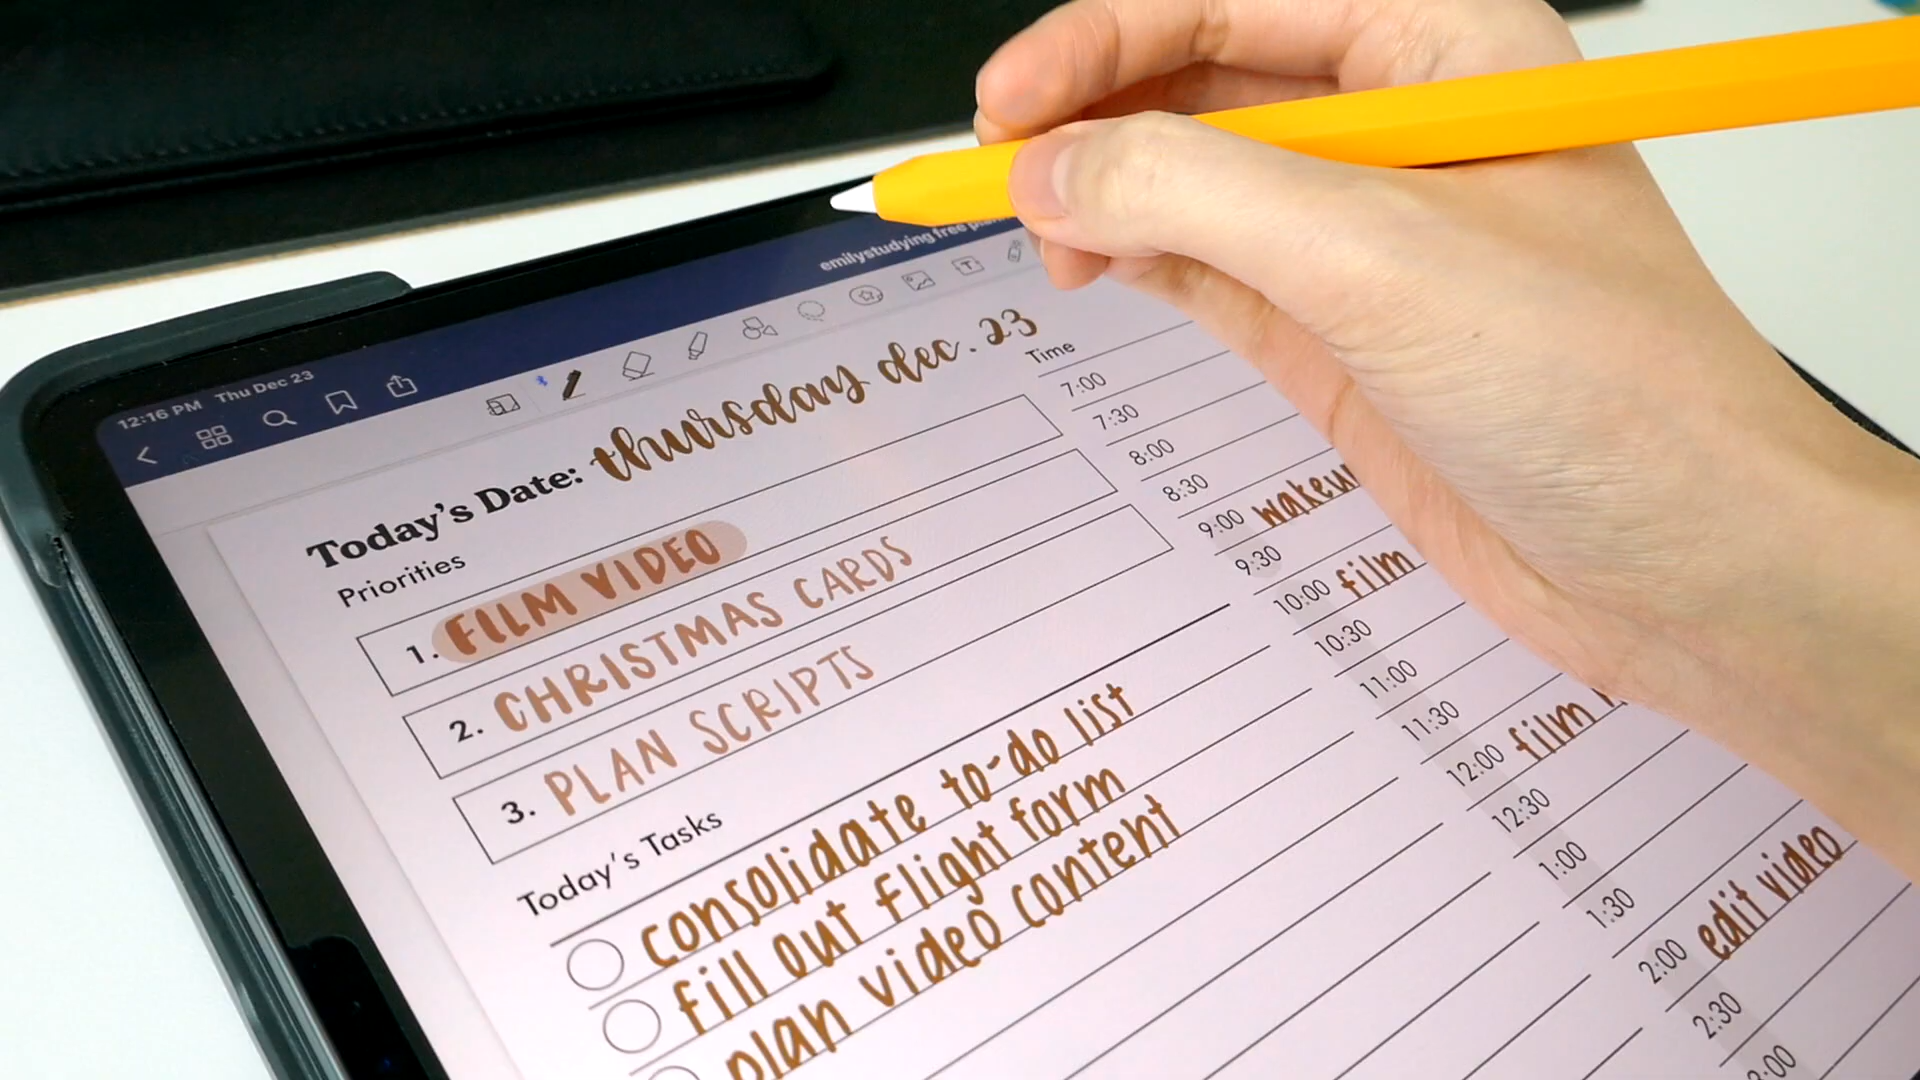 12:16 PM Thu Dec 23
emilystudying free
Today's Date: thursday dec. 23
Priorities
1. FILM VIDEO
2. CHRISTMAS CARDS
3. PLAN SCRIPTS
Today's Tasks
consolidate to-do list
fill out flight form
plan video content
Time
7:00
7:30
8:00
8:30
9:00 wakeu
9:30
10:00 film
10:30
11:00
11:30
12:00 film
12:30
1:00
1:30
2:00 edit video
2:30
3:00